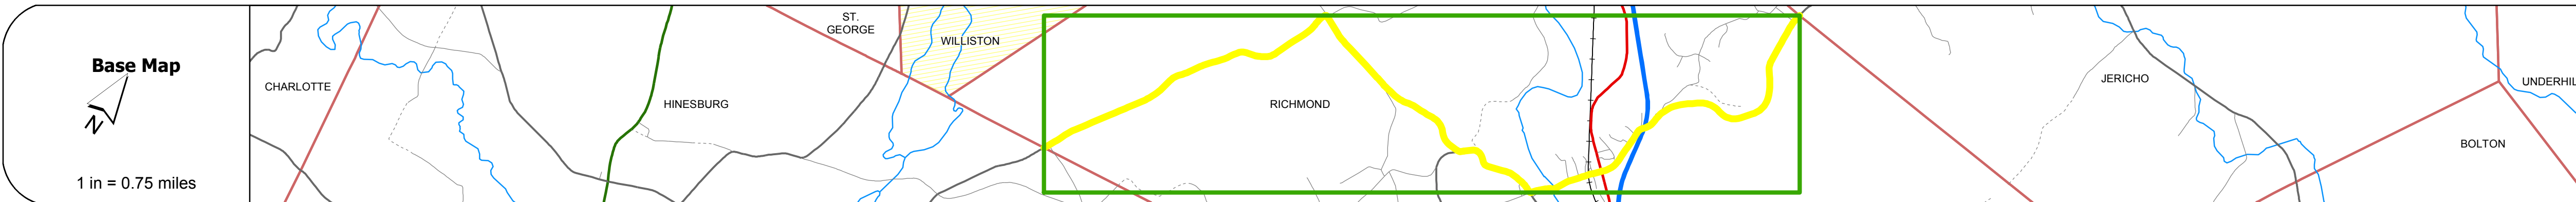 Base Map
N
1 in = 0.75 miles
CHARLOTTE
HINESBURG
ST.
GEORGE
WILLISTON
RICHMOND
JERICHO
UNDERHIL
BOLTON